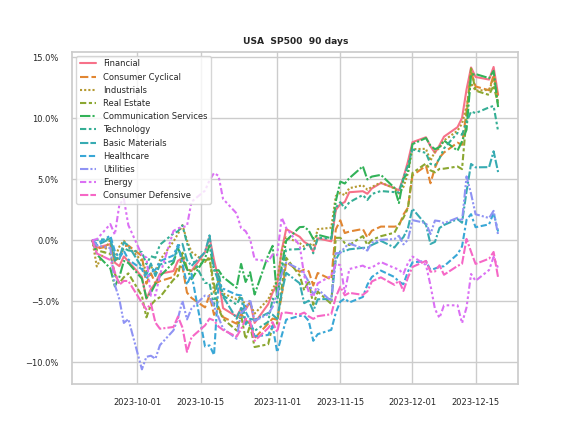 USA SP500 90 days
15.0%
10.0%
5.0%
0.0%
−5.0%
−10.0%
Financial
Consumer Cyclical
Industrials
Real Estate
Communication Services
Technology
Basic Materials
Healthcare
Utilities
Energy
Consumer Defensive
2023-10-01 2023-10-15 2023-11-01 2023-11-15 2023-12-01 2023-12-15